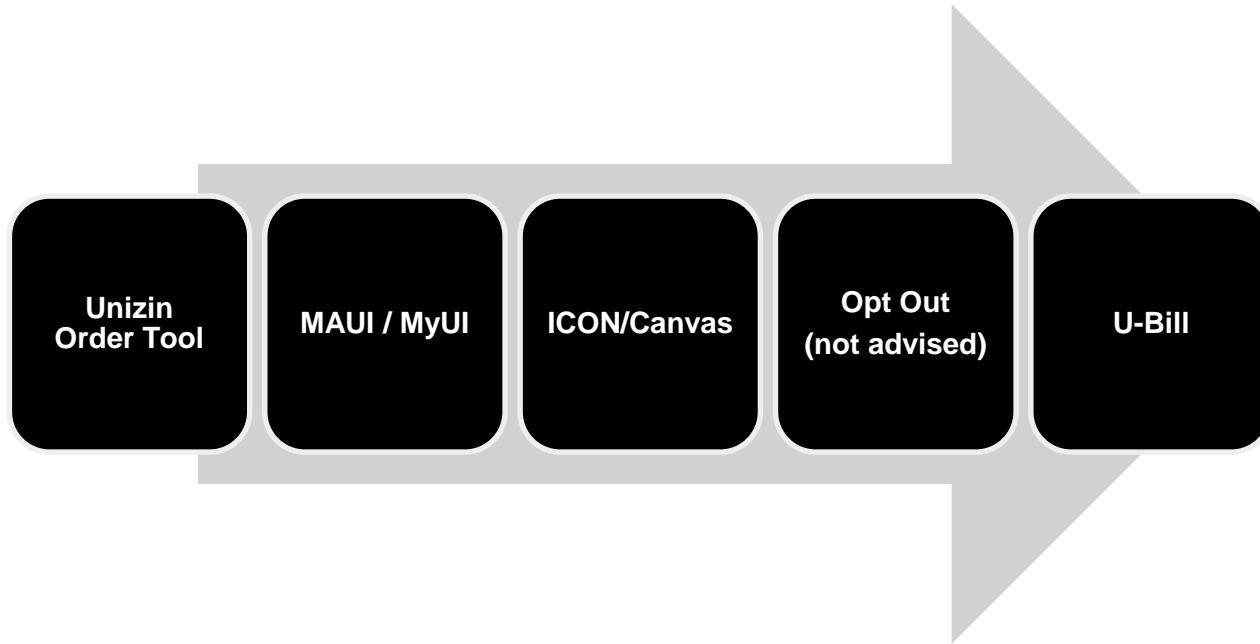 Unizin
Order Tool
MAUI / MyUI
ICON/Canvas
Opt Out
(not advised)
U-Bill